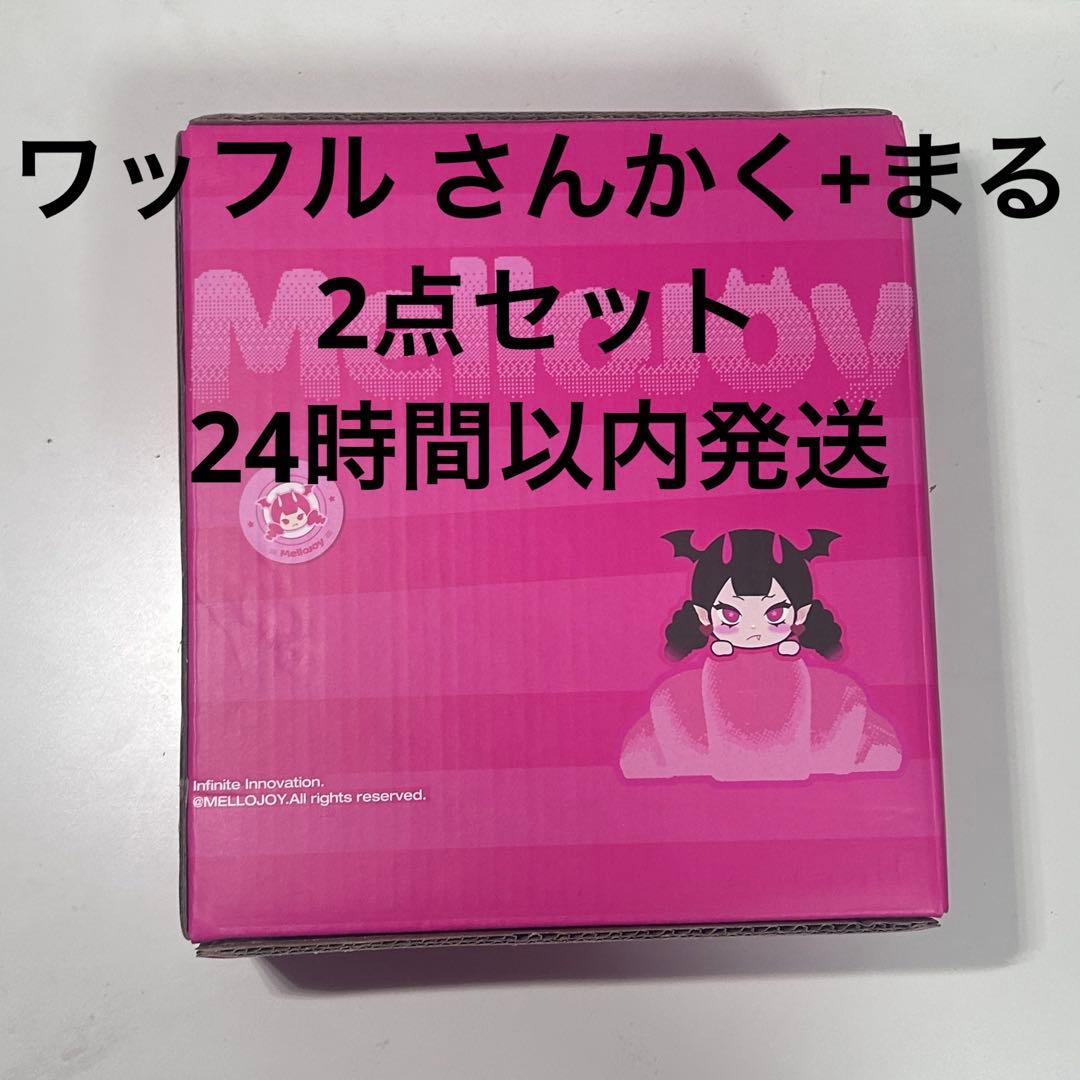 ワッフル さんかく+まる
MelloJoy
2点セット
24時間以内発送
MelloJoy
Infinite Innovation.
@MELLOJOY.All rights reserved.